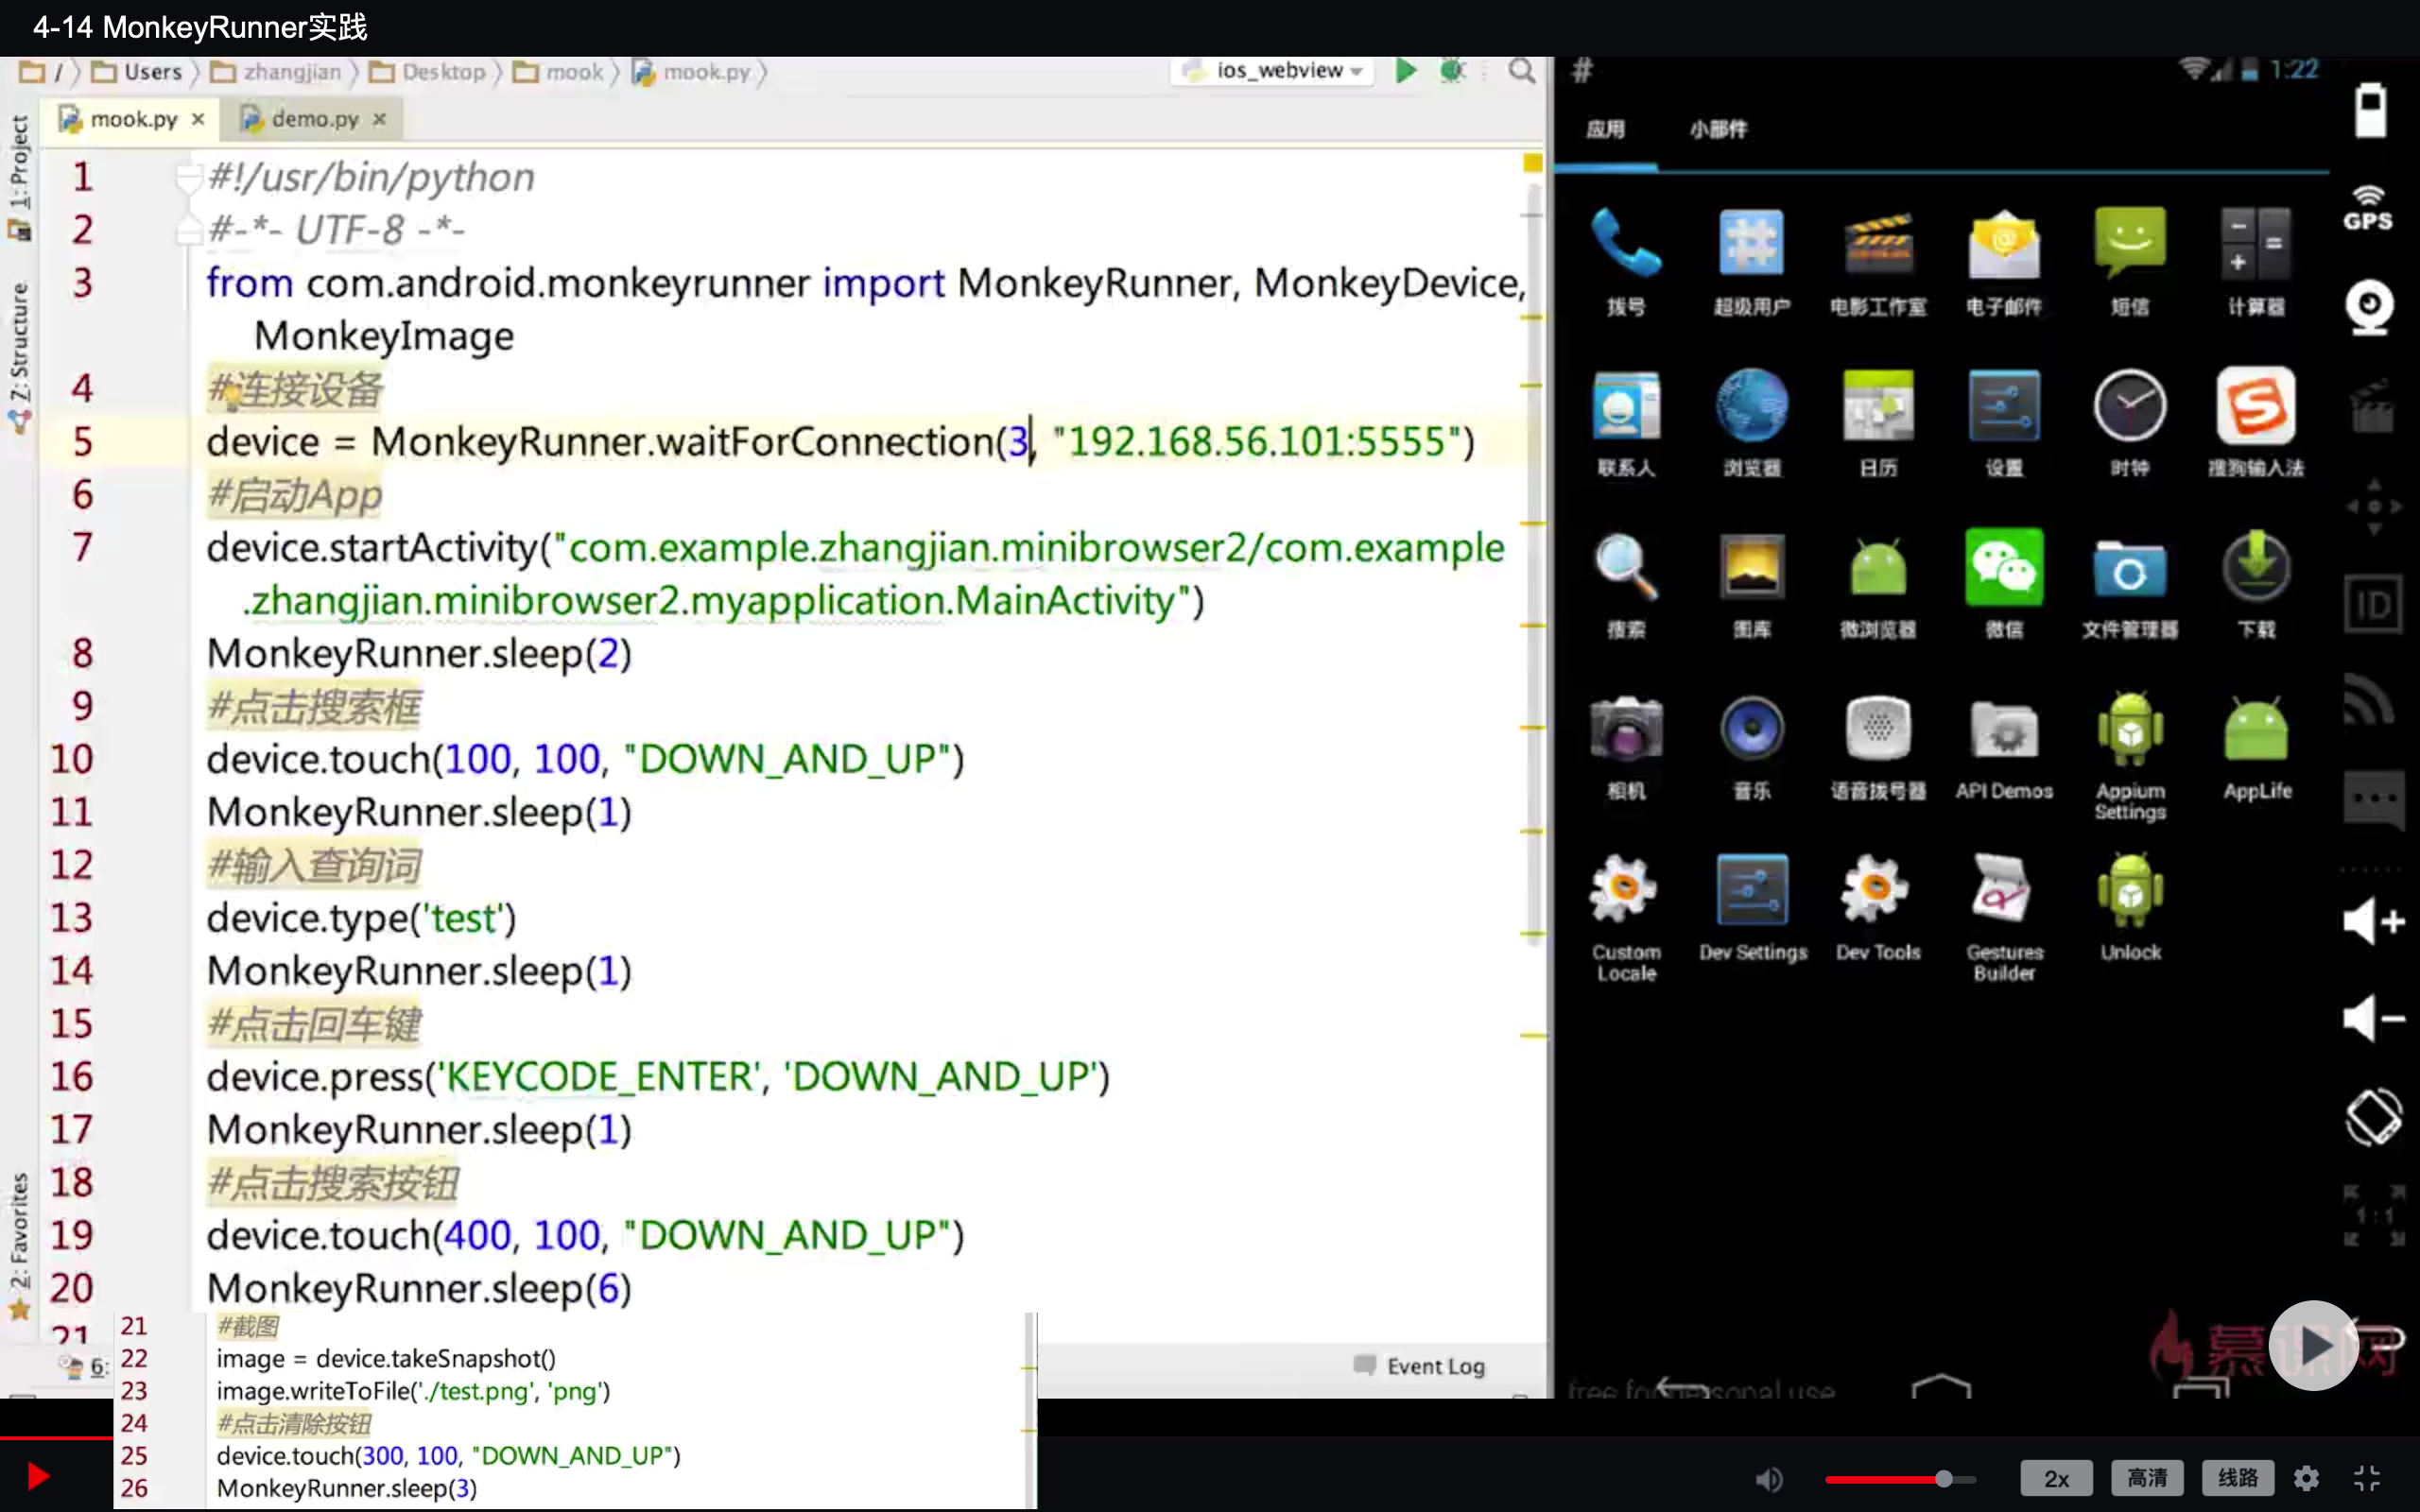 4-14 MonkeyRunner实践
/ Users zhangjian Desktop mook mook.py
ios_webview
mook.py demo.py
1: Project
Z: Structure
2: Favorites
1 #!/usr/bin/python
2 #-*- UTF-8 -*-
3 from com.android.monkeyrunner import MonkeyRunner, MonkeyDevice,
MonkeyImage
4 #连接设备
5 device = MonkeyRunner.waitForConnection(3, "192.168.56.101:5555")
6 #启动App
7 device.startActivity("com.example.zhangjian.minibrowser2/com.example
.zhangjian.minibrowser2.myapplication.MainActivity")
8 MonkeyRunner.sleep(2)
9 #点击搜索框
10 device.touch(100, 100, "DOWN_AND_UP")
11 MonkeyRunner.sleep(1)
12 #输入查询词
13 device.type('test')
14 MonkeyRunner.sleep(1)
15 #点击回车键
16 device.press('KEYCODE_ENTER', 'DOWN_AND_UP')
17 MonkeyRunner.sleep(1)
18 #点击搜索按钮
19 device.touch(400, 100, "DOWN_AND_UP")
20 MonkeyRunner.sleep(6)
21
21 #截图
22 image = device.takeSnapshot()
23 image.writeToFile('./test.png', 'png')
24 #点击清除按钮
25 device.touch(300, 100, "DOWN_AND_UP")
26 MonkeyRunner.sleep(3)
6:
Event Log
# 1:22
应用 小部件
拨号 超级用户 电影工作室 电子邮件 短信 计算器
联系人 浏览器 日历 设置 时钟 搜狗输入法
搜索 图库 微浏览器 微信 文件管理器 下载
相机 音乐 语音拨号器 API Demos Appium Settings AppLife
Custom Locale Dev Settings Dev Tools Gestures Builder Unlock
GPS
ID
1:1
free for personal use
慕课网
2x 高清 线路